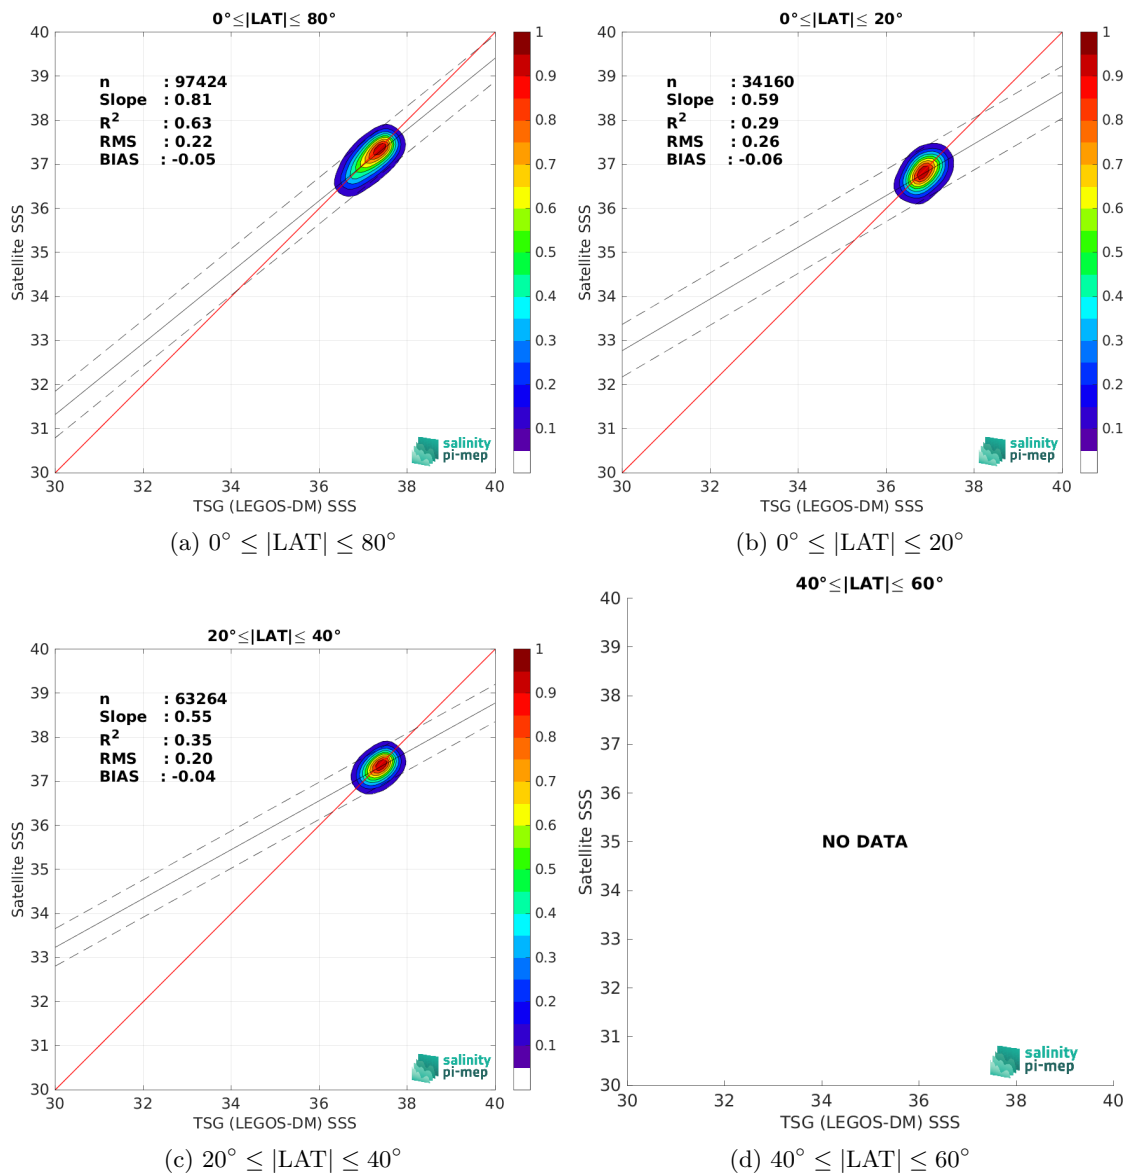 0°≤|LAT|≤ 80°
n : 97424
Slope : 0.81
R² : 0.63
RMS : 0.22
BIAS : -0.05
Satellite SSS
40
39
38
37
36
35
34
33
32
31
30
30 32 34 36 38 40
TSG (LEGOS-DM) SSS
1
0.9
0.8
0.7
0.6
0.5
0.4
0.3
0.2
0.1
salinity
pi-mep
(a) 0° ≤ |LAT| ≤ 80°
0°≤|LAT|≤ 20°
n : 34160
Slope : 0.59
R² : 0.29
RMS : 0.26
BIAS : -0.06
Satellite SSS
40
39
38
37
36
35
34
33
32
31
30
30 32 34 36 38 40
TSG (LEGOS-DM) SSS
1
0.9
0.8
0.7
0.6
0.5
0.4
0.3
0.2
0.1
salinity
pi-mep
(b) 0° ≤ |LAT| ≤ 20°
20°≤|LAT|≤ 40°
n : 63264
Slope : 0.55
R² : 0.35
RMS : 0.20
BIAS : -0.04
Satellite SSS
40
39
38
37
36
35
34
33
32
31
30
30 32 34 36 38 40
TSG (LEGOS-DM) SSS
1
0.9
0.8
0.7
0.6
0.5
0.4
0.3
0.2
0.1
salinity
pi-mep
(c) 20° ≤ |LAT| ≤ 40°
40°≤|LAT|≤ 60°
Satellite SSS
40
39
38
37
36
35
34
33
32
31
30
NO DATA
30 32 34 36 38 40
TSG (LEGOS-DM) SSS
salinity
pi-mep
(d) 40° ≤ |LAT| ≤ 60°